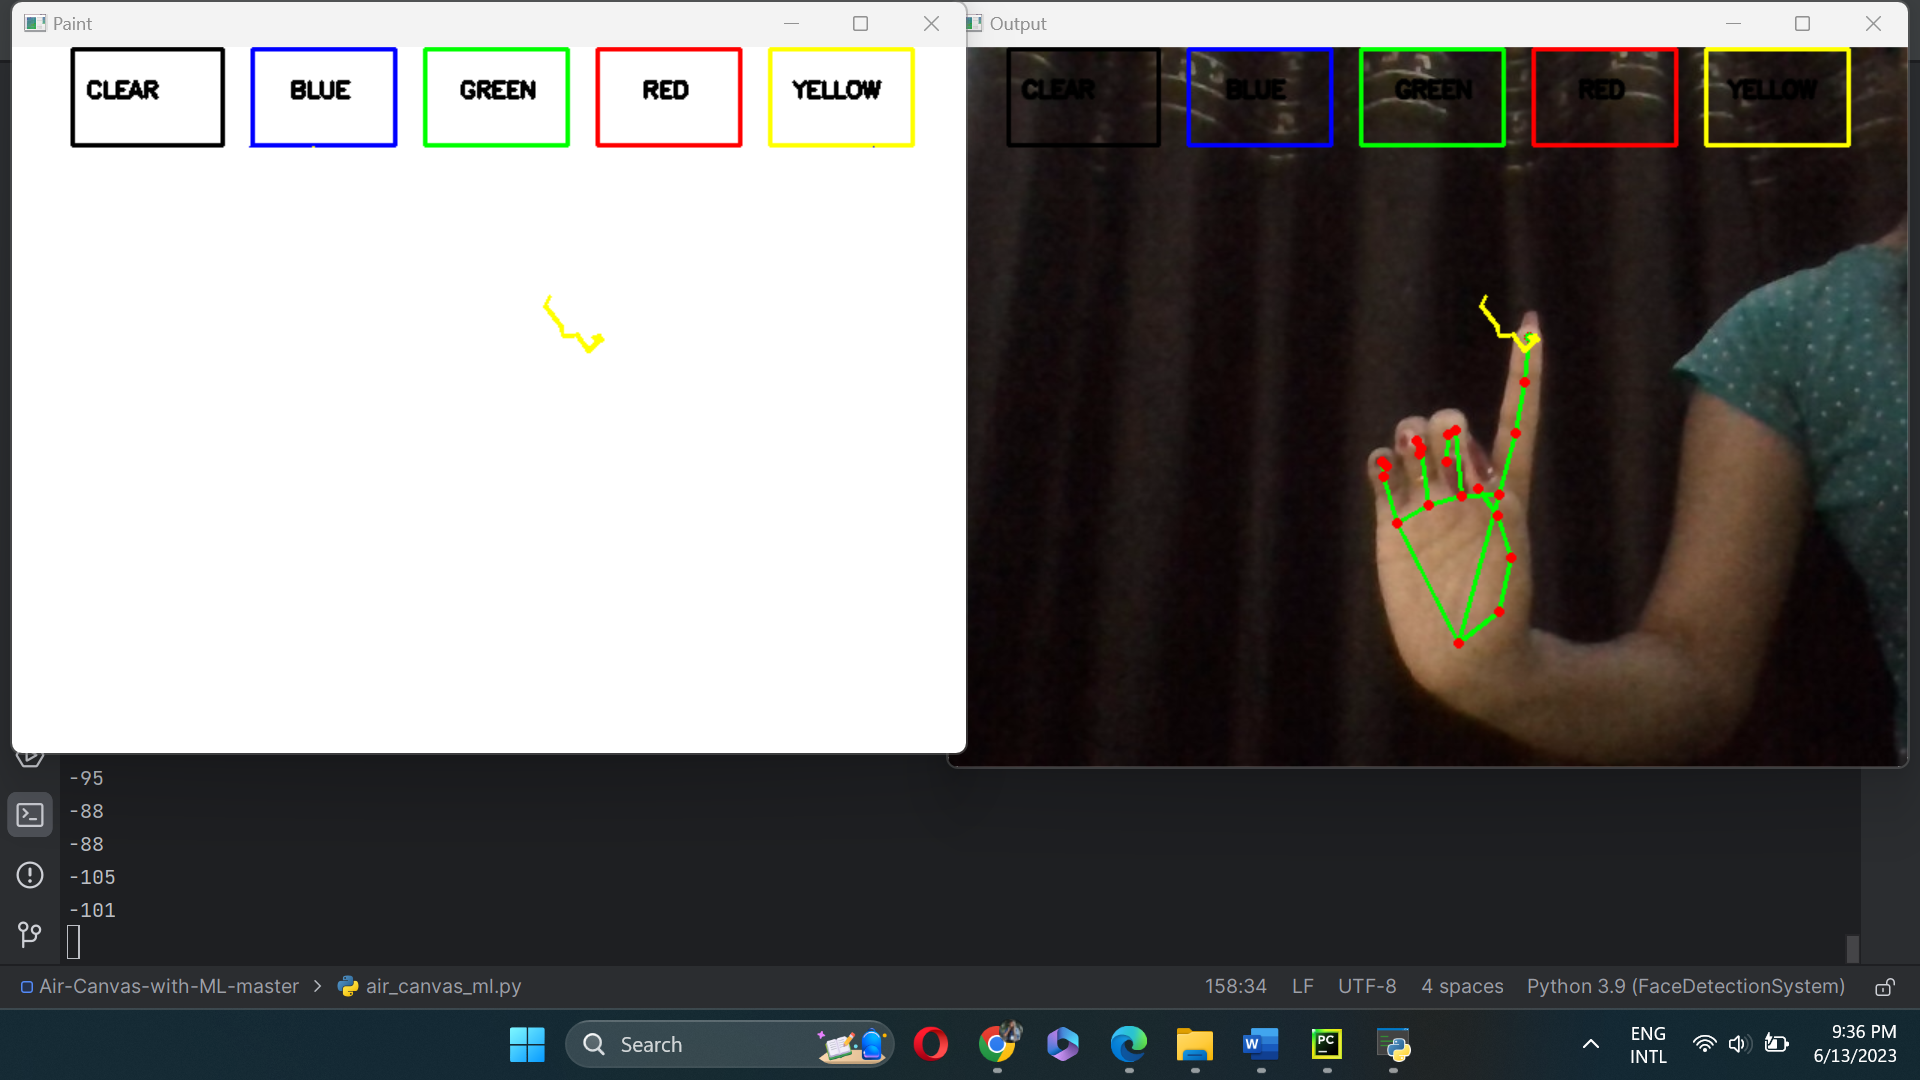 Paint
CLEAR BLUE GREEN RED YELLOW
Output
CLEAR BLUE GREEN RED YELLOW
-95
-88
-88
-105
-101
Air-Canvas-with-ML-master > air_canvas_ml.py 158:34 LF UTF-8 4 spaces Python 3.9 (FaceDetectionSystem)
Search
W
PC
ENG
INTL
9:36 PM
6/13/2023